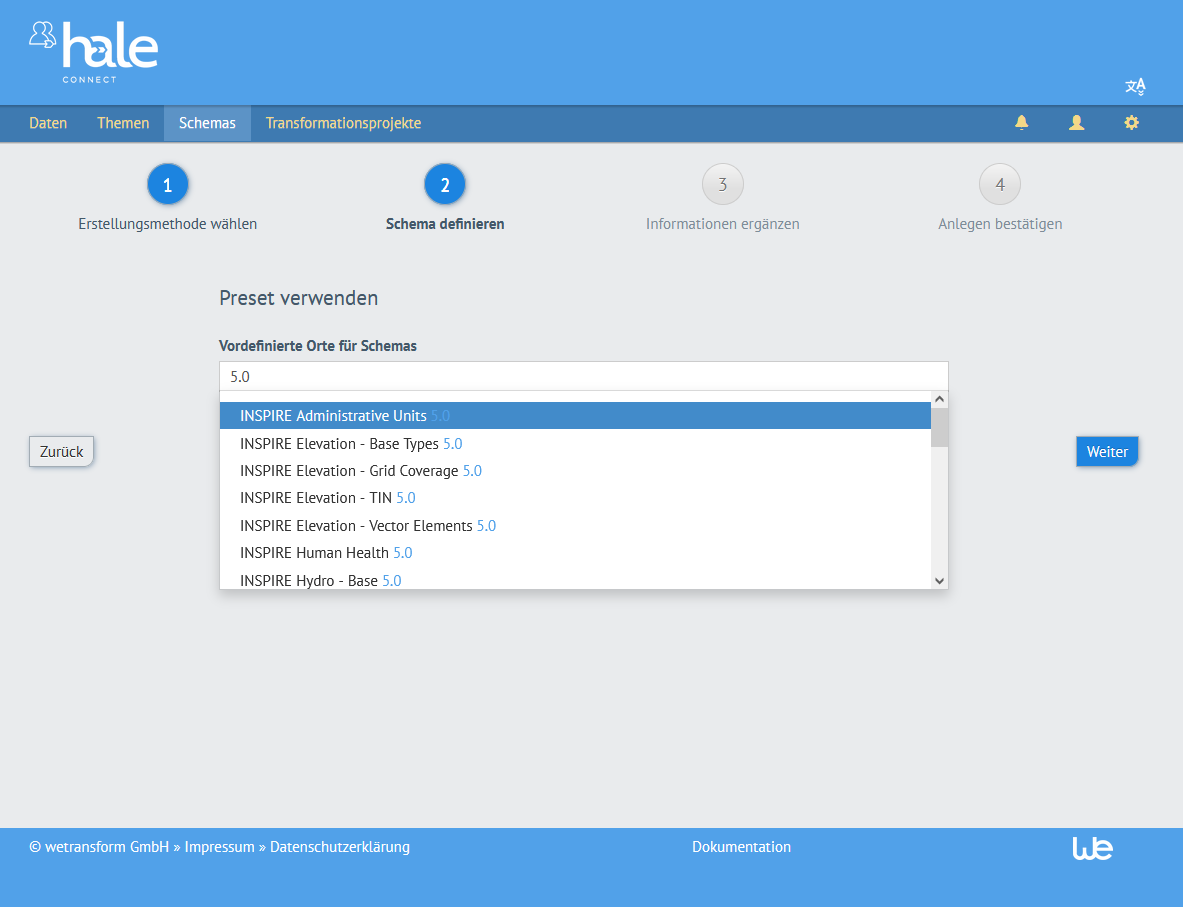 hale
CONNECT
Daten Themen Schemas Transformationsprojekte
1 2 3 4
Erstellungsmethode wählen Schema definieren Informationen ergänzen Anlegen bestätigen
Preset verwenden
Vordefinierte Orte für Schemas
5.0
INSPIRE Administrative Units 5.0
INSPIRE Elevation - Base Types 5.0
Zurück Weiter
INSPIRE Elevation - Grid Coverage 5.0
INSPIRE Elevation - TIN 5.0
INSPIRE Elevation - Vector Elements 5.0
INSPIRE Human Health 5.0
INSPIRE Hydro - Base 5.0
© wetransform GmbH » Impressum » Datenschutzerklärung Dokumentation we